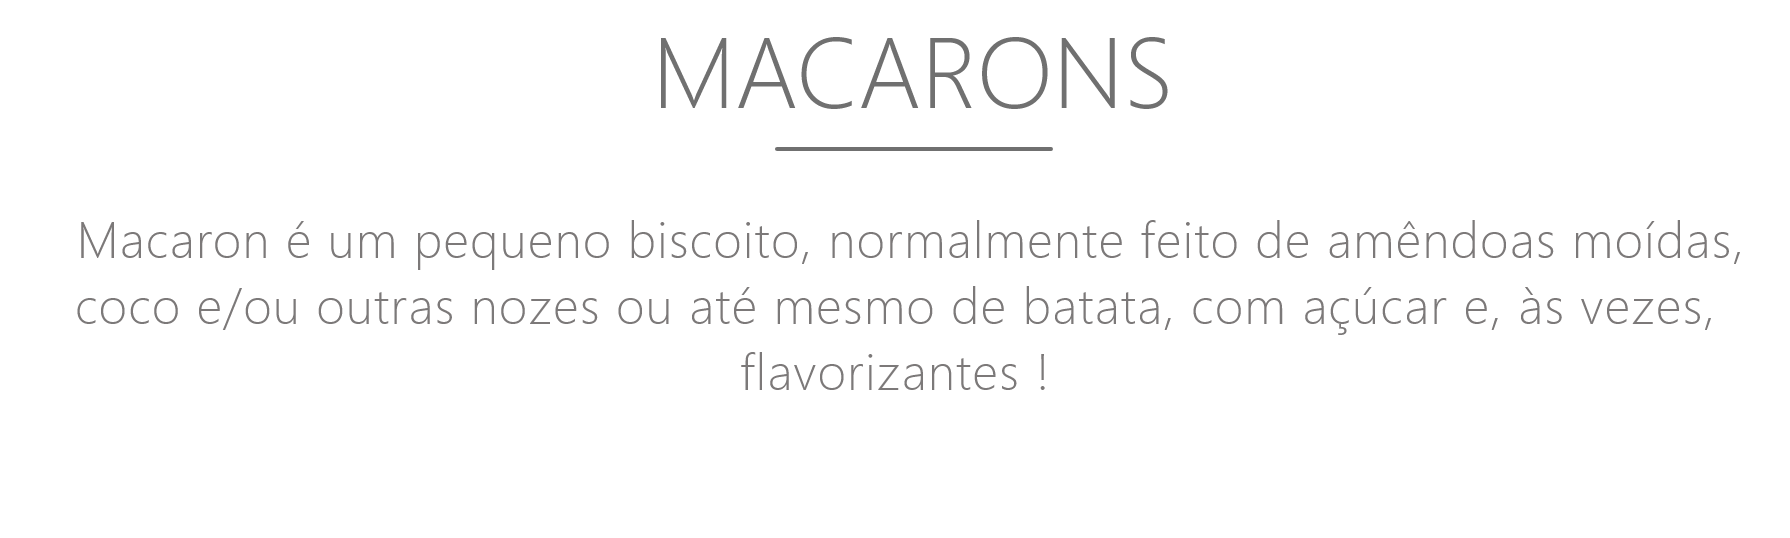 MACARONS
Macaron é um pequeno biscoito, normalmente feito de amêndoas moídas,
coco e/ou outras nozes ou até mesmo de batata, com açúcar e, às vezes,
flavorizantes !